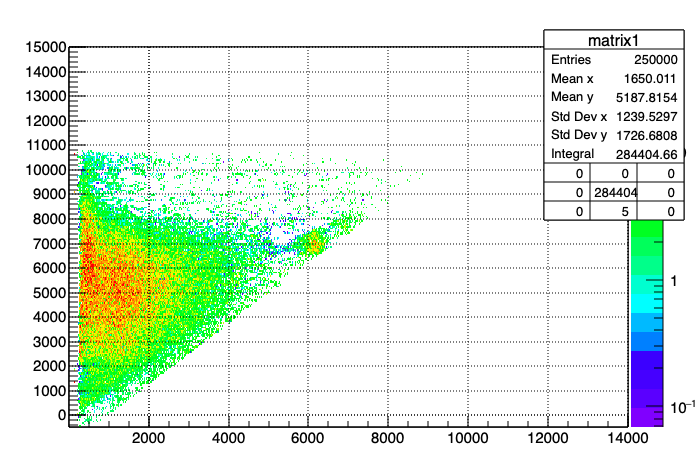 matrix1
Entries 250000
Mean x 1650.011
Mean y 5187.8154
Std Dev x 1239.5297
Std Dev y 1726.6808
Integral 284404.66
0 0 0
0 284404 0
0 5 0
15000
14000
13000
12000
11000
10000
9000
8000
7000
6000
5000
4000
3000
2000
1000
0
1
10⁻¹
2000 4000 6000 8000 10000 12000 14000